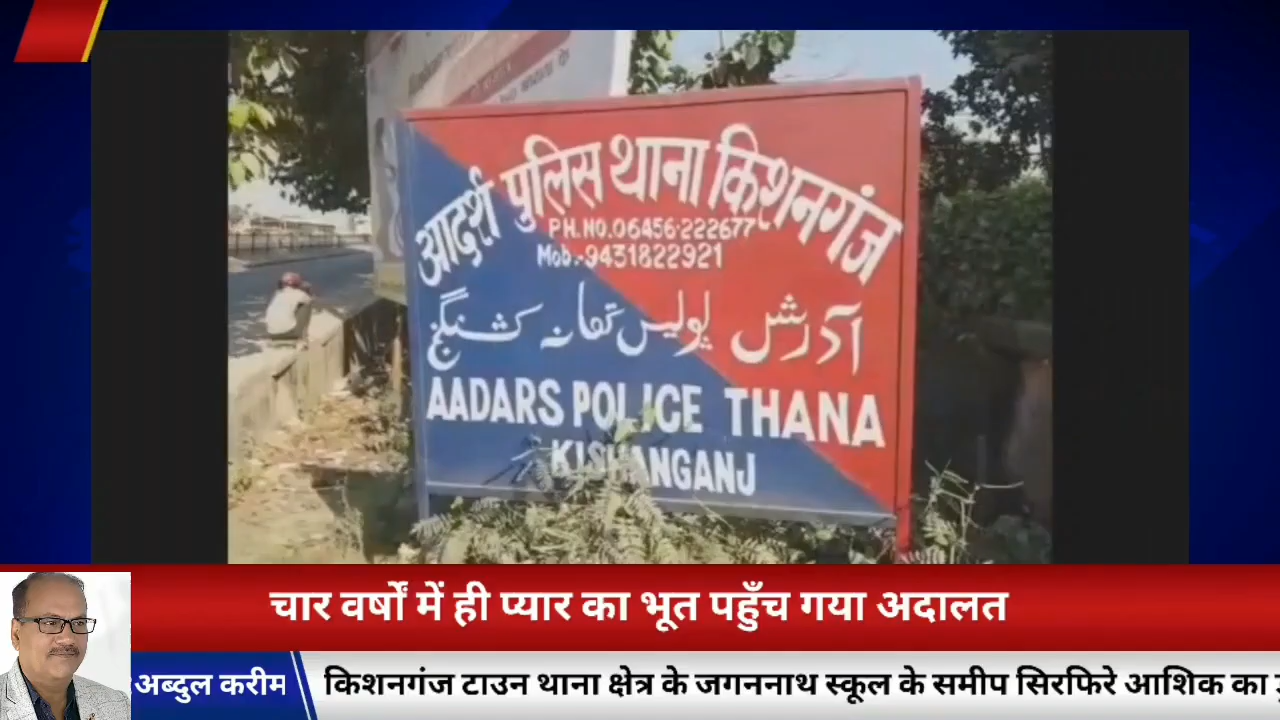 आदर्श पुलिस थाना किशनगंज
PH.NO.06456-222677
Mob.-9431822921
آدرش پولیس تھانہ کشنگنج
AADARS POLICE THANA
KISHANGANJ
चार वर्षों में ही प्यार का भूत पहुँच गया अदालत
अब्दुल करीम
किशनगंज टाउन थाना क्षेत्र के जगननाथ स्कूल के समीप सिरफिरे आशिक का